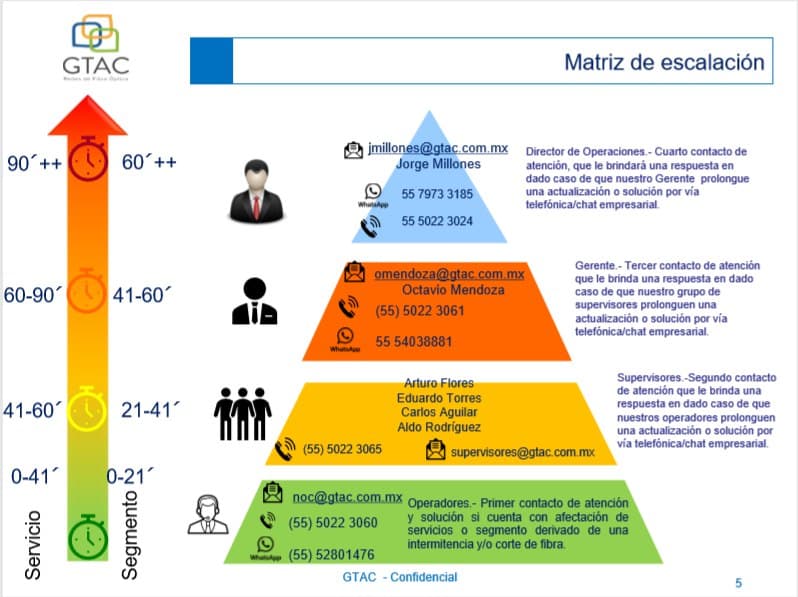 GTAC
Redes de Fibra Óptica
Matriz de escalación
90´++
60´++
60-90´
41-60´
41-60´
21-41´
0-41´
0-21´
Servicio
Segmento
jmillones@gtac.com.mx
Jorge Millones
WhatsApp
55 7973 3185
55 5022 3024
Director de Operaciones.- Cuarto contacto de
atención, que le brindará una respuesta en
dado caso de que nuestro Gerente prolongue
una actualización o solución por vía
telefónica/chat empresarial.
omendoza@gtac.com.mx
Octavio Mendoza
(55) 5022 3061
WhatsApp
55 54038881
Gerente.- Tercer contacto de atención
que le brinda una respuesta en dado
caso de que nuestro grupo de
supervisores prolonguen una
actualización o solución por vía
telefónica/chat empresarial.
Arturo Flores
Eduardo Torres
Carlos Aguilar
Aldo Rodríguez
(55) 5022 3065
supervisores@gtac.com.mx
Supervisores.-Segundo contacto
de atención que le brinda una
respuesta en dado caso de que
nuestros operadores prolonguen
una actualización o solución por
vía telefónica/chat empresarial.
noc@gtac.com.mx
(55) 5022 3060
WhatsApp
(55) 52801476
Operadores.- Primer contacto de atención
y solución si cuenta con afectación de
servicios o segmento derivado de una
intermitencia y/o corte de fibra.
GTAC - Confidencial
5